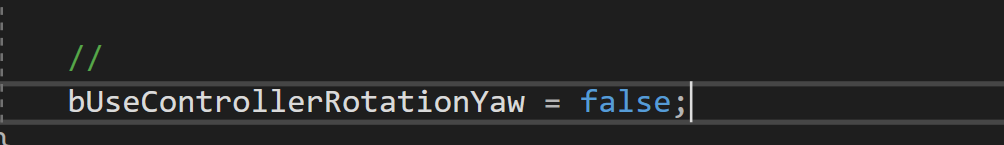 //
bUseControllerRotationYaw = false;